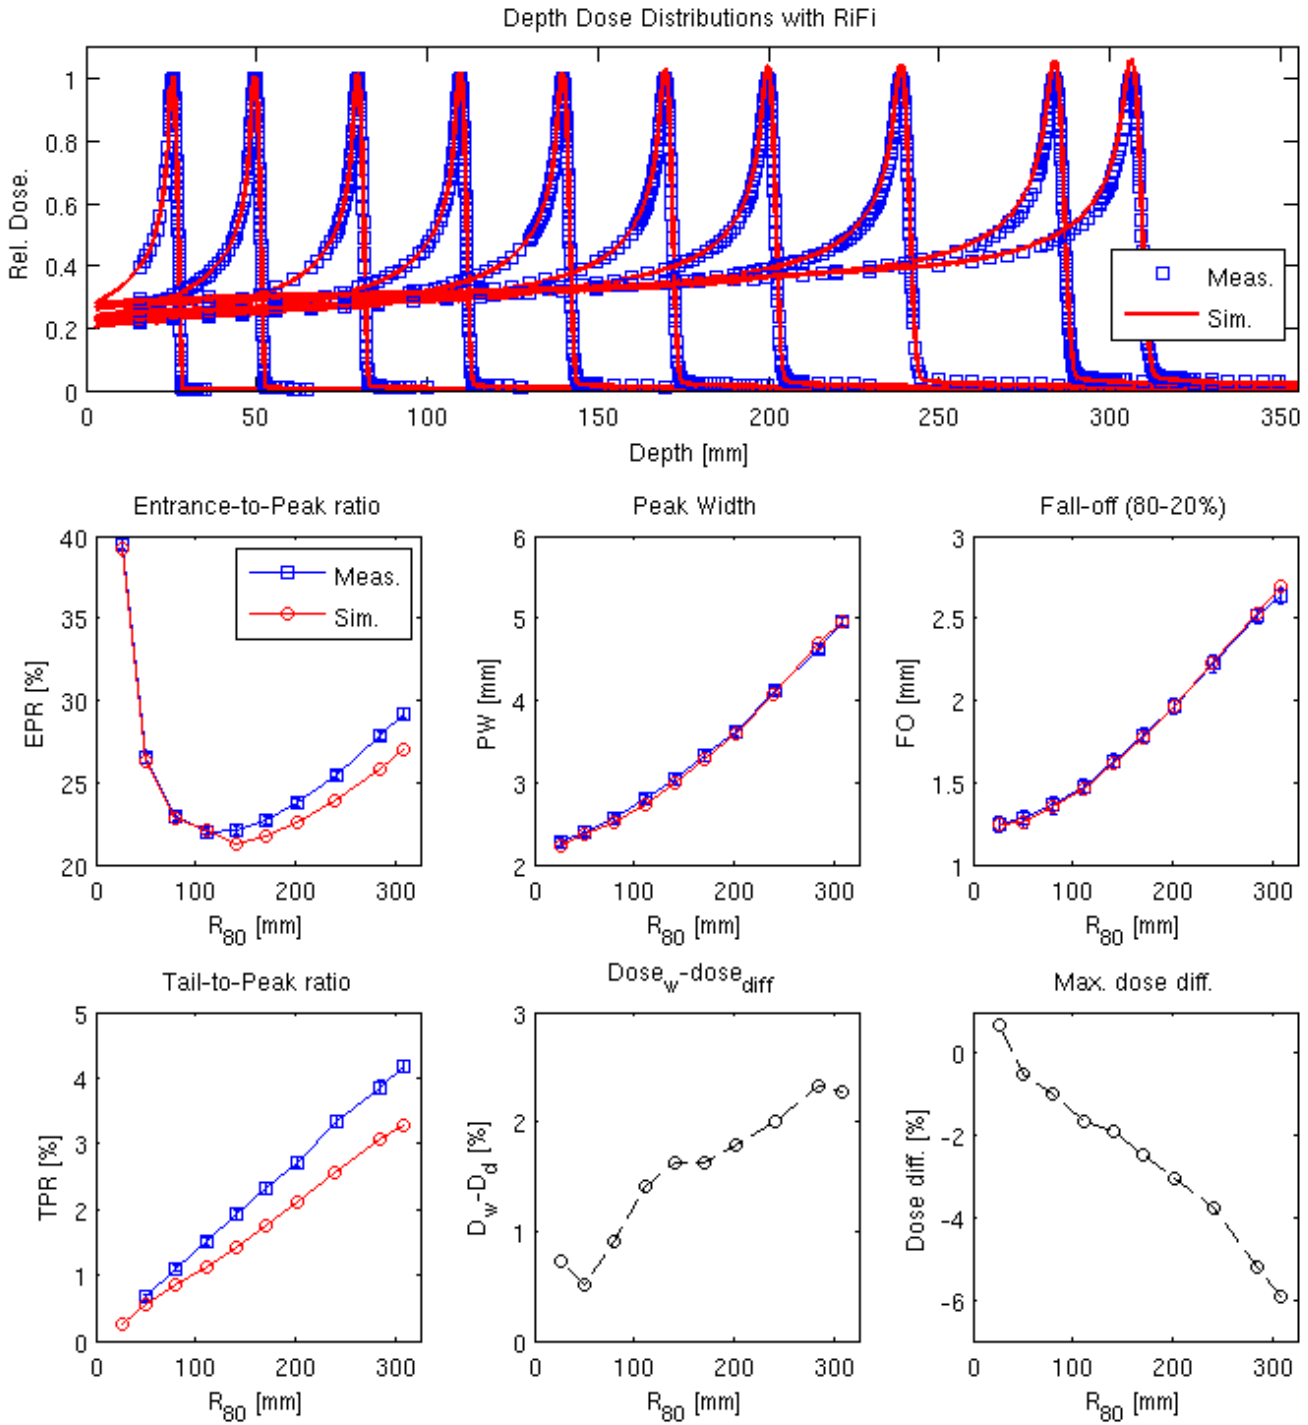 Depth Dose Distributions with RiFi
Rel. Dose.
1
0.8
0.6
0.4
0.2
0
0 50 100 150 200 250 300 350
Depth [mm]
Meas.
Sim.
Entrance-to-Peak ratio
EPR [%]
40
35
30
25
20
0 100 200 300
R80 [mm]
Meas.
Sim.
Peak Width
PW [mm]
6
5
4
3
2
0 100 200 300
R80 [mm]
Fall-off (80-20%)
FO [mm]
3
2.5
2
1.5
1
0 100 200 300
R80 [mm]
Tail-to-Peak ratio
TPR [%]
5
4
3
2
1
0
0 100 200 300
R80 [mm]
Dosew-dosediff
Dw-Dd [%]
3
2
1
0
0 100 200 300
R80 [mm]
Max. dose diff.
Dose diff. [%]
0
-2
-4
-6
0 100 200 300
R80 [mm]